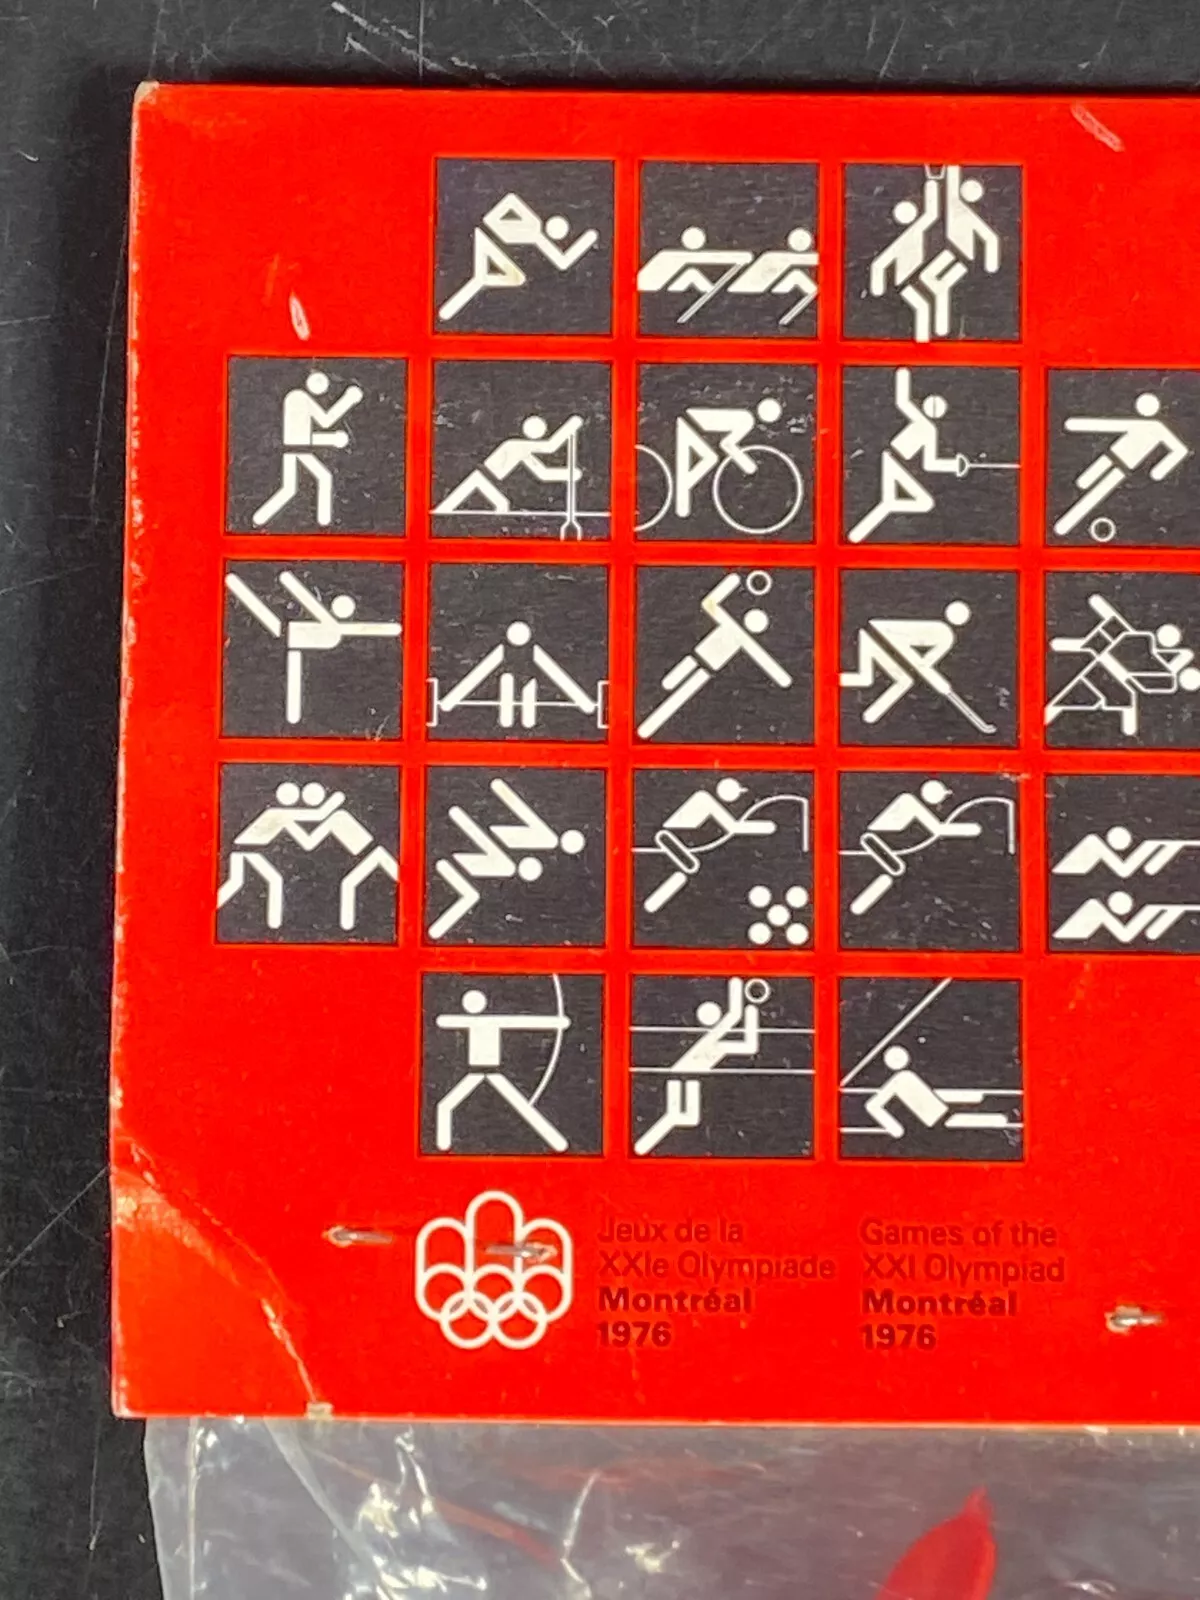 Jeux de la
XXIe Olympiade
Montréal
1976
Games of the
XXI Olympiad
Montréal
1976